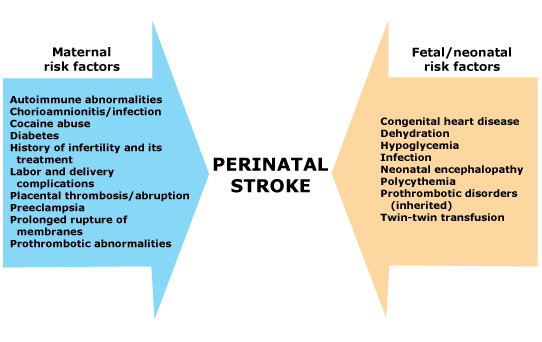 Maternal
risk factors
Autoimmune abnormalities
Chorioamnionitis/infection
Cocaine abuse
Diabetes
History of infertility and its
treatment
Labor and delivery
complications
Placental thrombosis/abruption
Preeclampsia
Prolonged rupture of
membranes
Prothrombotic abnormalities
PERINATAL
STROKE
Fetal/neonatal
risk factors
Congenital heart disease
Dehydration
Hypoglycemia
Infection
Neonatal encephalopathy
Polycythemia
Prothrombotic disorders
(inherited)
Twin-twin transfusion